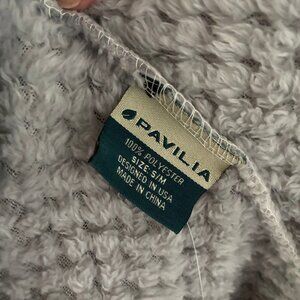 PAVILIA
100% POLYESTER
SIZE: S/M
DESIGNED IN USA
MADE IN CHINA